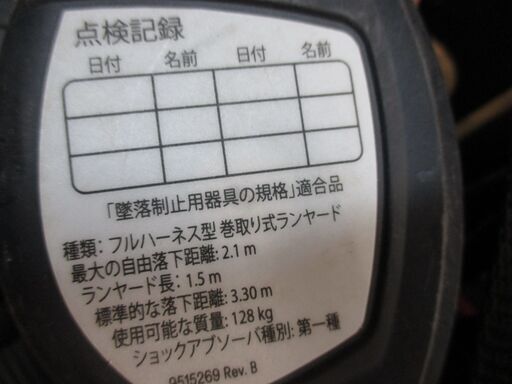 点検記録
日付 名前 日付 名前
「墜落制止用器具の規格」適合品
種類: フルハーネス型 巻取り式ランヤード
最大の自由落下距離: 2.1 m
ランヤード長: 1.5 m
標準的な落下距離: 3.30 m
使用可能な質量: 128 kg
ショックアブソーバ種別: 第一種
9515269 Rev. B